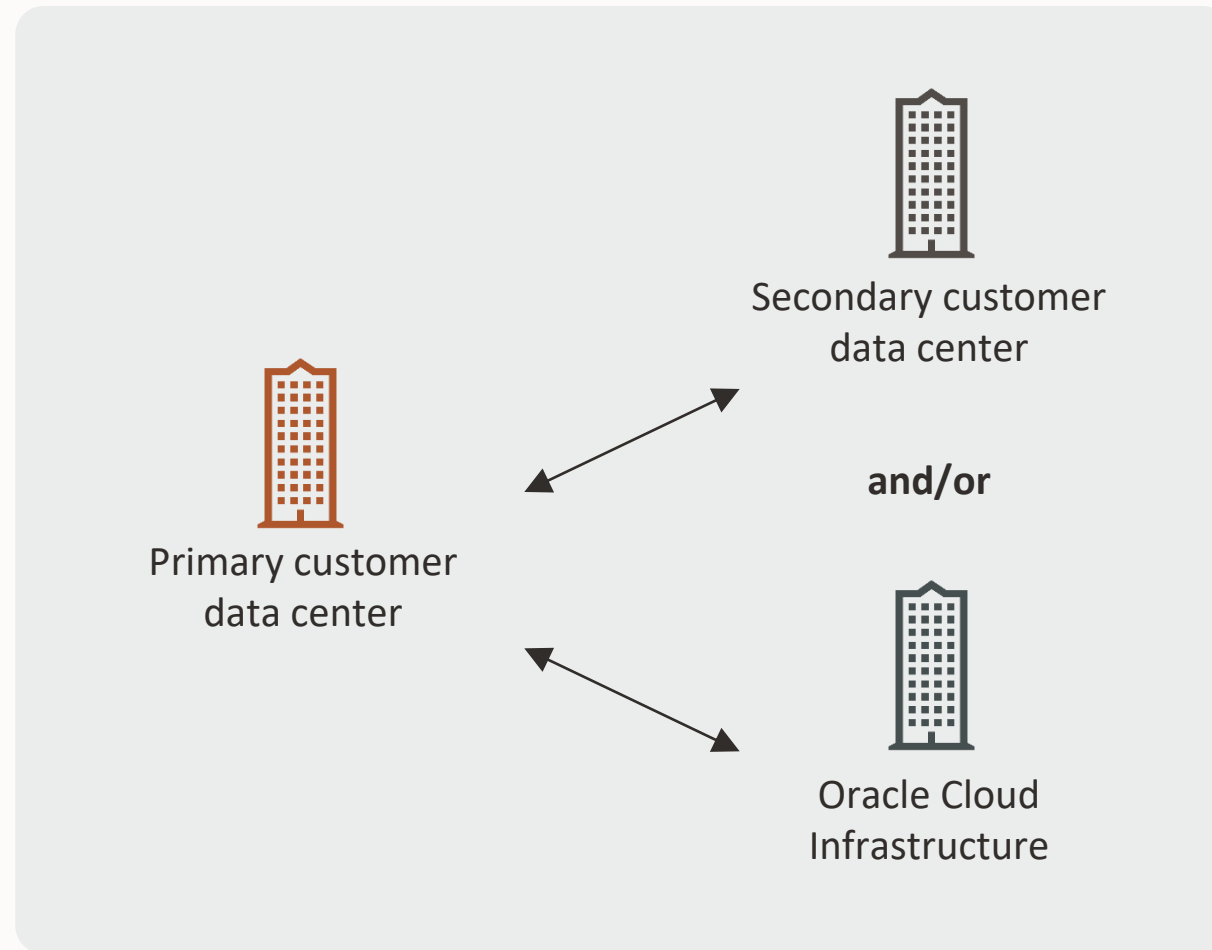 Secondary customer
data center
and/or
Primary customer
data center
Oracle Cloud
Infrastructure